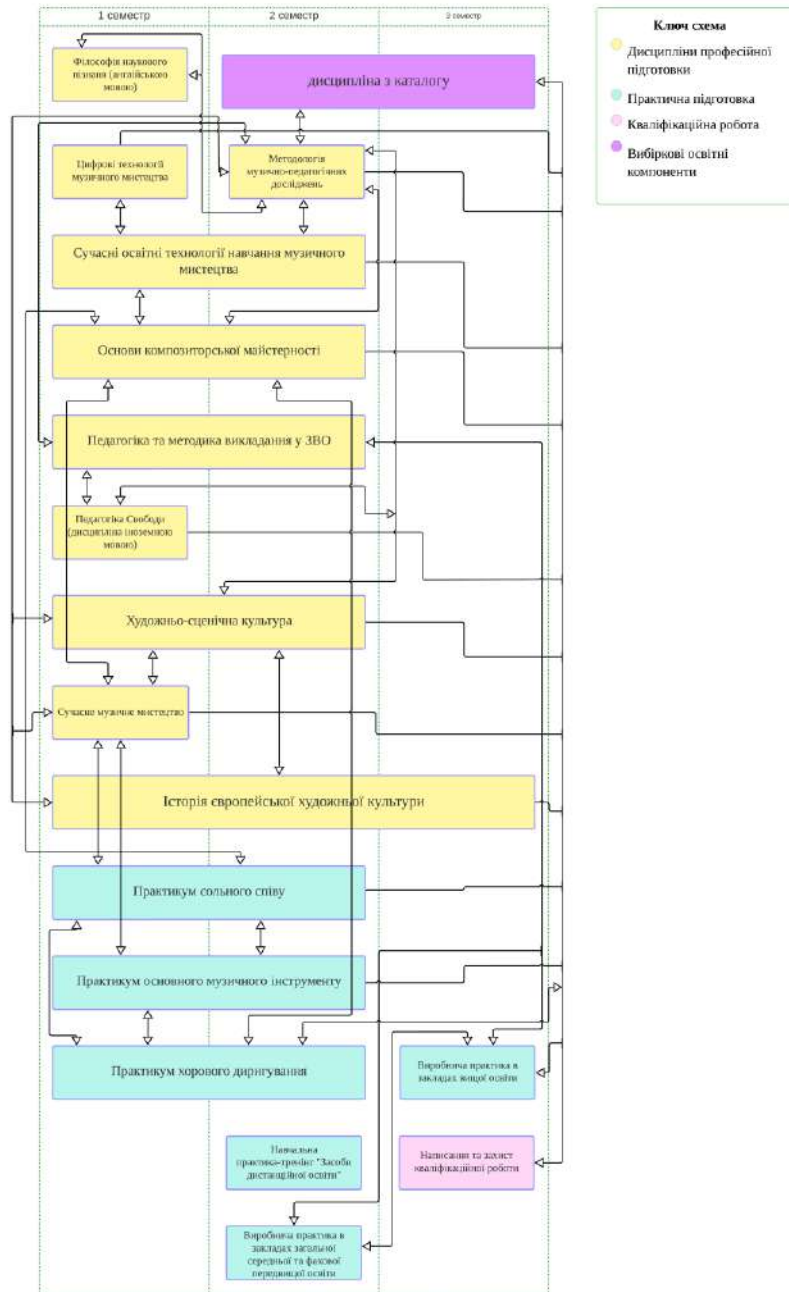 1 семестр
2 семестр
3 семестр
Філософія наукового
пізнаня (англійською
мовою)
дисципліна з каталогу
Цифрові технології
музичного мистецтва
Методологія
музично-педагогічних
досліджень
Сучасні освітні технології навчання музичного
мистецтва
Основи композиторської майстерності
Педагогіка та методика викладання у ЗВО
Педагогіка Свободи
(дисципліна іноземною
мовою)
Художньо-сценічна культура
Сучасне музичне мистецтво
Історія європейської художньої культури
Практикум сольного співу
Практикум основного музичного інструменту
Практикум хорового диригування
Виробнича практика в
закладах вищої освіти
Навчальна
практика-тренінг "Засоби
дистанційної освіти"
Написання та захист
кваліфікаційної роботи
Виробнича практика в
закладах загальної
середньої та фахової
передвищої освіти
Ключ схема
Дисципліни професійної
підготовки
Практична підготовка
Кваліфікаційна робота
Вибіркові освітні
компоненти